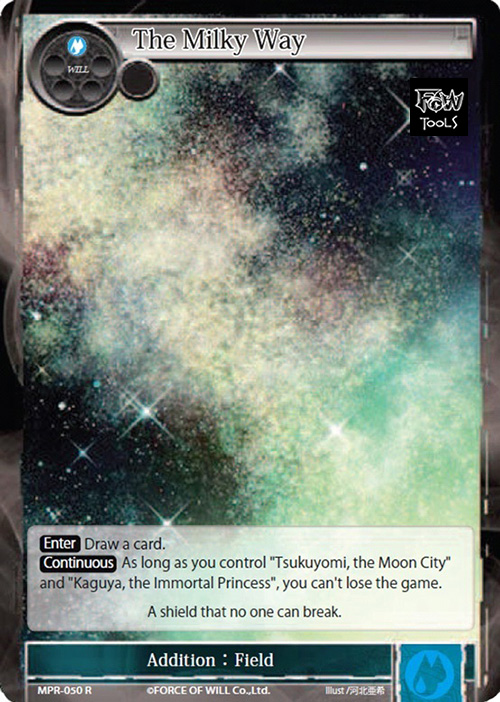 The Milky Way
WILL
FOW
TOOLS
Enter Draw a card.
Continuous As long as you control "Tsukuyomi, the Moon City"
and "Kaguya, the Immortal Princess", you can't lose the game.
A shield that no one can break.
Addition : Field
MPR-050 R ©FORCE OF WILL Co.,Ltd. Illust /河北亜希